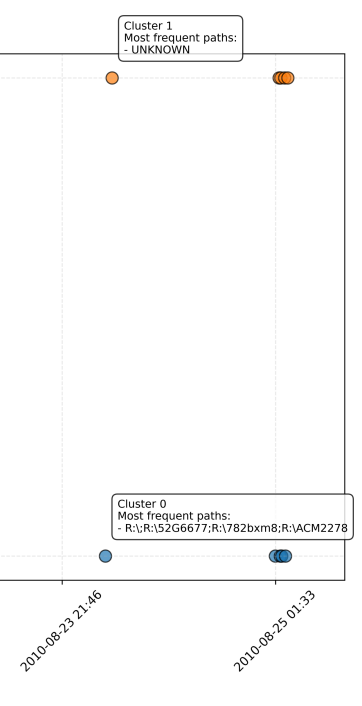 Cluster 1
Most frequent paths:
- UNKNOWN
Cluster 0
Most frequent paths:
- R:\;R:\52G6677;R:\782bxm8;R:\ACM2278
2010-08-23 21:46
2010-08-25 01:33